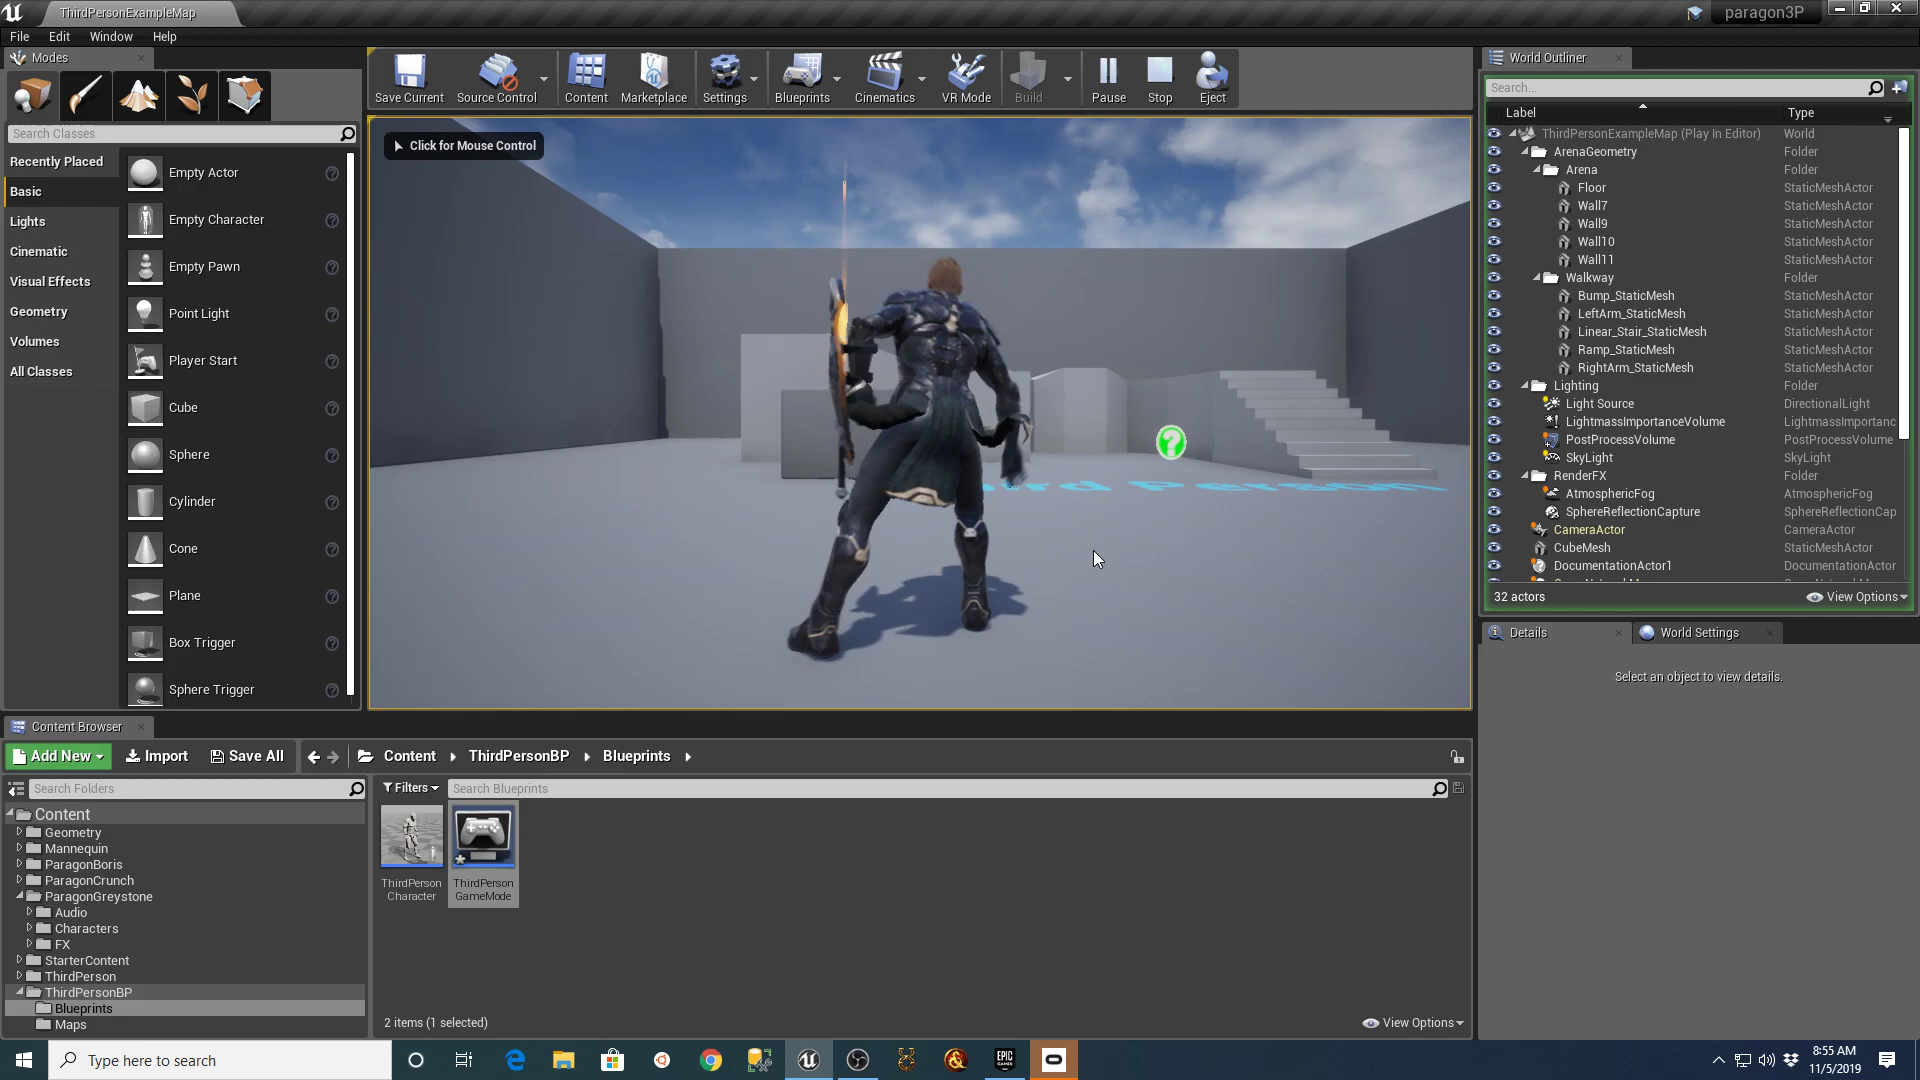 ThirdPersonExampleMap
paragon3P
File Edit Window Help
Modes
Save Current Source Control Content Marketplace Settings Blueprints Cinematics VR Mode Build Pause Stop Eject
Search Classes
Recently Placed
Basic
Lights
Cinematic
Visual Effects
Geometry
Volumes
All Classes
Empty Actor
Empty Character
Empty Pawn
Point Light
Player Start
Cube
Sphere
Cylinder
Cone
Plane
Box Trigger
Sphere Trigger
Click for Mouse Control
Person
World Outliner
Search...
Label Type
ThirdPersonExampleMap (Play In Editor) World
ArenaGeometry Folder
Arena Folder
Floor StaticMeshActor
Wall7 StaticMeshActor
Wall9 StaticMeshActor
Wall10 StaticMeshActor
Wall11 StaticMeshActor
Walkway Folder
Bump_StaticMesh StaticMeshActor
LeftArm_StaticMesh StaticMeshActor
Linear_Stair_StaticMesh StaticMeshActor
Ramp_StaticMesh StaticMeshActor
RightArm_StaticMesh StaticMeshActor
Lighting Folder
Light Source DirectionalLight
LightmassImportanceVolume LightmassImportanc
PostProcessVolume PostProcessVolume
SkyLight SkyLight
RenderFX Folder
AtmosphericFog AtmosphericFog
SphereReflectionCapture SphereReflectionCap
CameraActor CameraActor
CubeMesh StaticMeshActor
DocumentationActor1 DocumentationActor
32 actors View Options
Details World Settings
Select an object to view details.
Content Browser
Add New Import Save All Content ThirdPersonBP Blueprints
Search Folders
Filters Search Blueprints
Content
Geometry
Mannequin
ParagonBoris
ParagonCrunch
ParagonGreystone
Audio
Characters
FX
StarterContent
ThirdPerson
ThirdPersonBP
Blueprints
Maps
ThirdPerson
Character
ThirdPerson
GameMode
2 items (1 selected) View Options
Type here to search
EPIC
GAMES
8:55 AM
11/5/2019